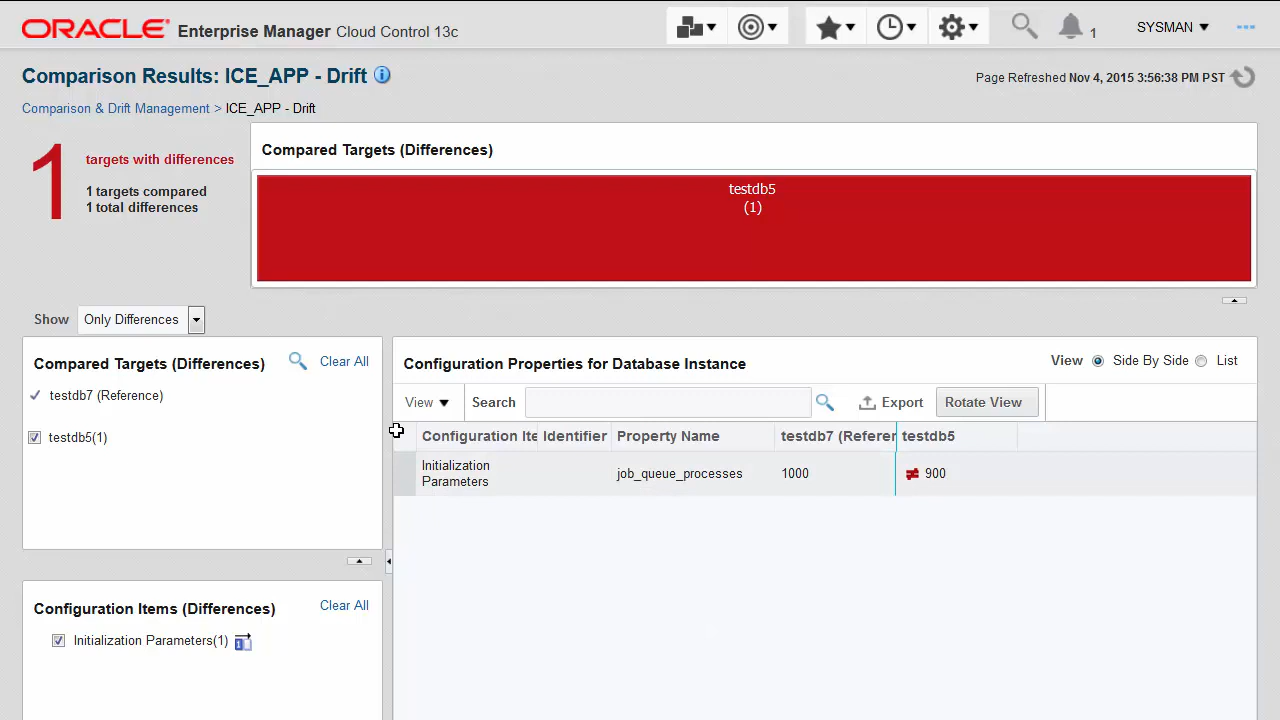 ORACLE® Enterprise Manager Cloud Control 13c
1
SYSMAN
Comparison Results: ICE_APP - Drift
Page Refreshed Nov 4, 2015 3:56:38 PM PST
Comparison & Drift Management > ICE_APP - Drift
1
targets with differences
1 targets compared
1 total differences
Compared Targets (Differences)
testdb5
(1)
Show Only Differences
Compared Targets (Differences) Clear All
testdb7 (Reference)
testdb5(1)
Configuration Items (Differences) Clear All
Initialization Parameters(1)
Configuration Properties for Database Instance
View Side By Side List
View Search Export Rotate View
Configuration Ite Identifier Property Name testdb7 (Referen testdb5
Initialization
Parameters
job_queue_processes 1000 900